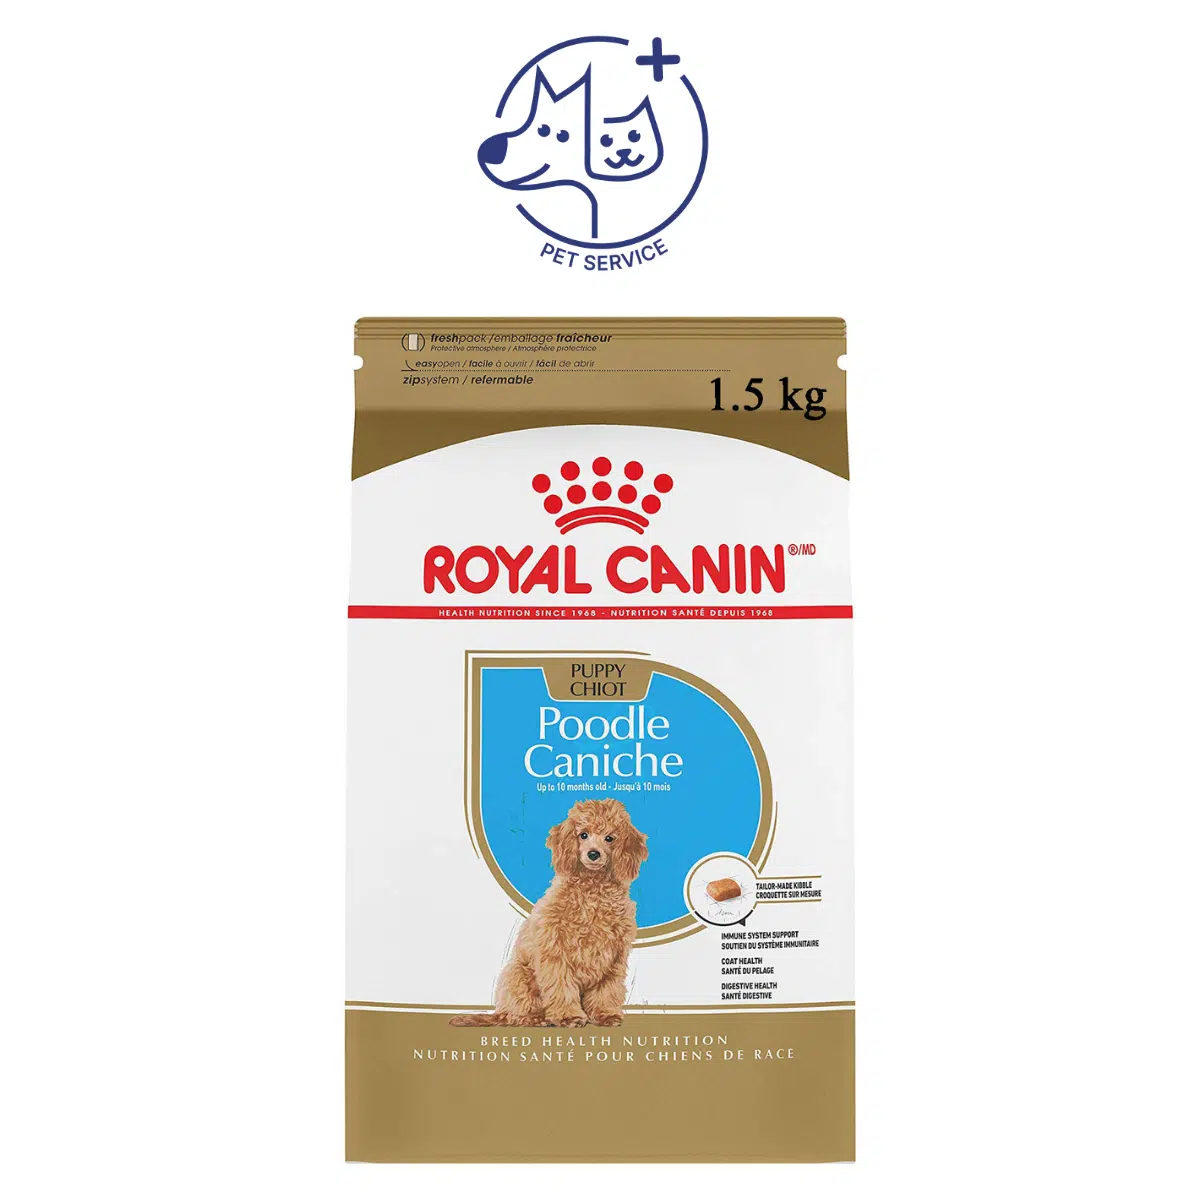 PET SERVICE
freshpack / emballage fraîcheur
Protective atmosphere / Atmosphère protectrice
easyopen / facile à ouvrir / fácil de abrir
zipsystem / refermable
1.5 kg
ROYAL CANIN®/MD
HEALTH NUTRITION SINCE 1968 - NUTRITION SANTÉ DEPUIS 1968
PUPPY
CHIOT
Poodle
Caniche
Up to 10 months old - Jusqu'à 10 mois
TAILOR-MADE KIBBLE
CROQUETTE SUR MESURE
IMMUNE SYSTEM SUPPORT
SOUTIEN DU SYSTÈME IMMUNITAIRE
COAT HEALTH
SANTÉ DU PELAGE
DIGESTIVE HEALTH
SANTÉ DIGESTIVE
BREED HEALTH NUTRITION
NUTRITION SANTÉ POUR CHIENS DE RACE